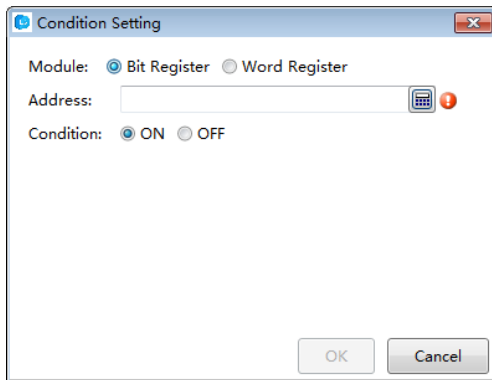 Condition Setting
Module: Bit Register Word Register
Address:
Condition: ON OFF
OK Cancel